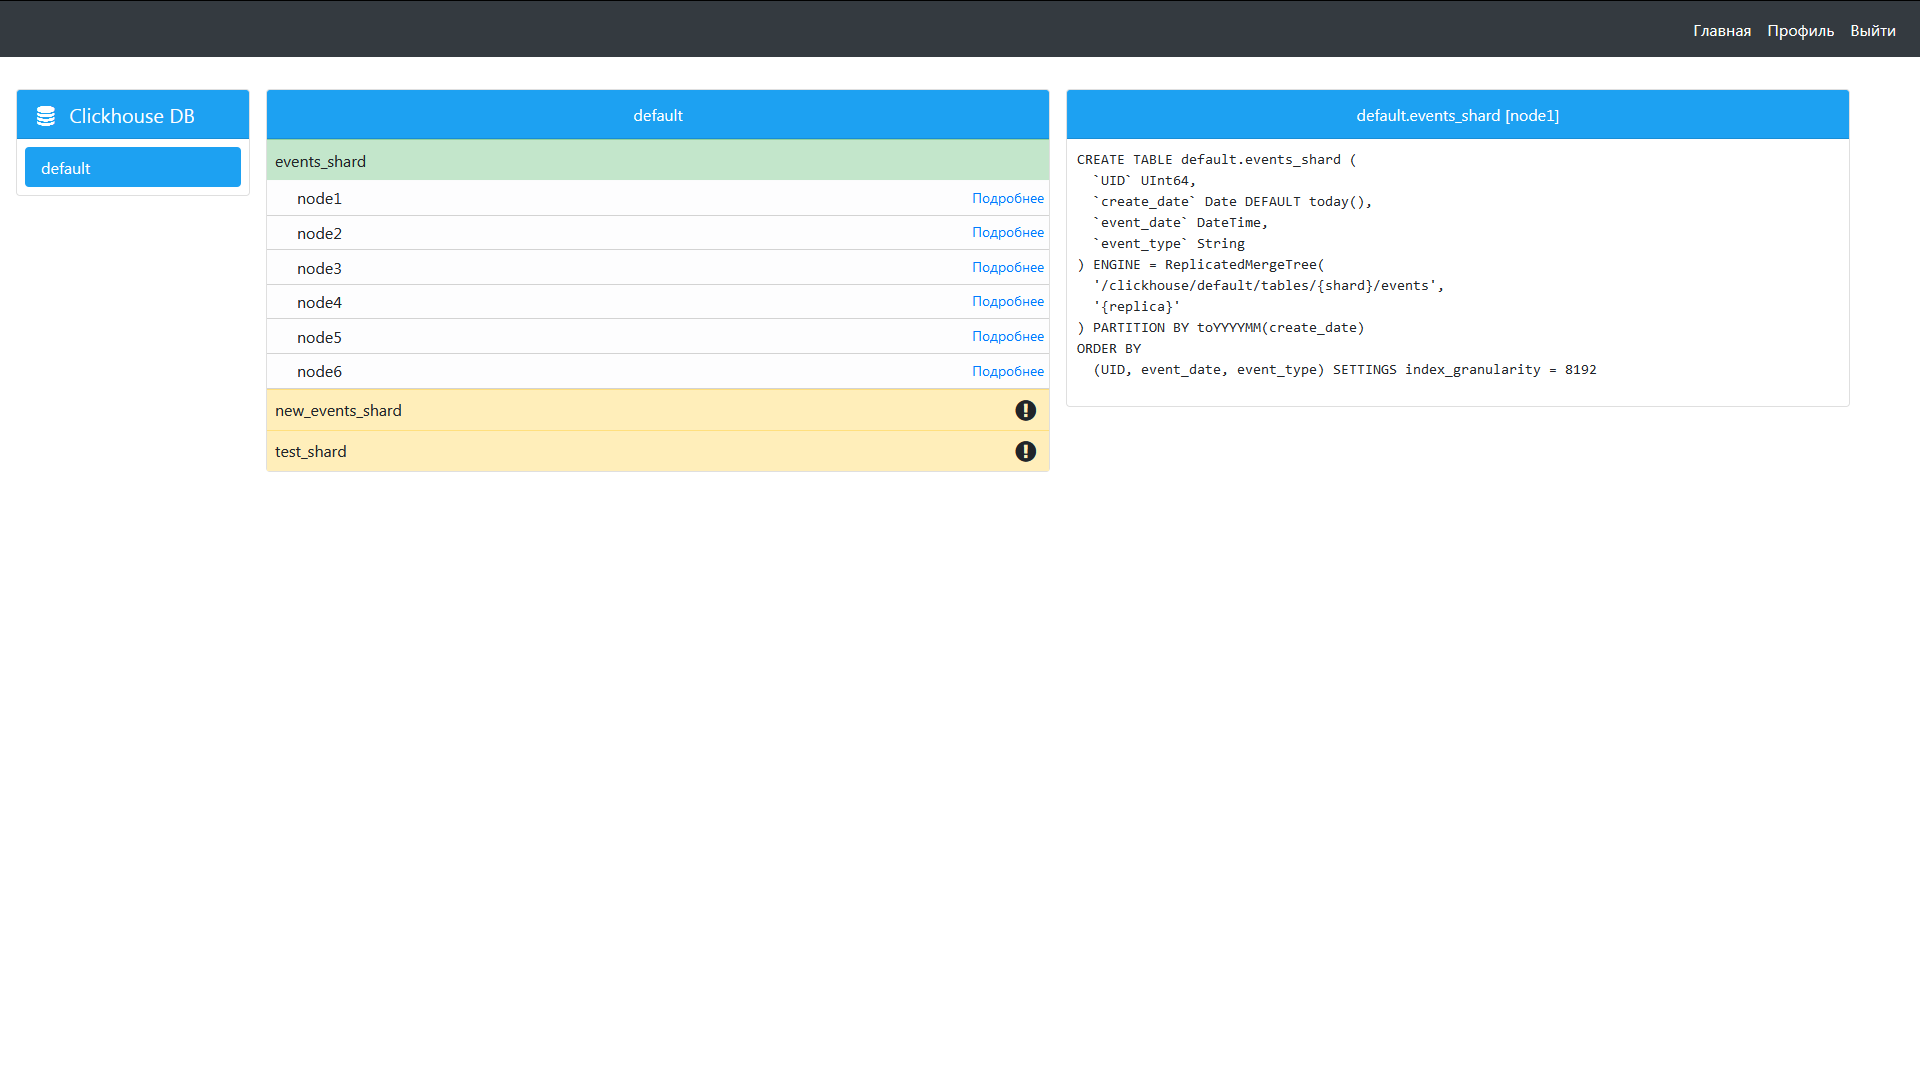 Главная Профиль Выйти
Clickhouse DB
default
default
events_shard
node1 Подробнее
node2 Подробнее
node3 Подробнее
node4 Подробнее
node5 Подробнее
node6 Подробнее
new_events_shard
test_shard
default.events_shard [node1]
CREATE TABLE default.events_shard (
  `UID` UInt64,
  `create_date` Date DEFAULT today(),
  `event_date` DateTime,
  `event_type` String
) ENGINE = ReplicatedMergeTree(
  '/clickhouse/default/tables/{shard}/events',
  '{replica}'
) PARTITION BY toYYYYMM(create_date)
ORDER BY
  (UID, event_date, event_type) SETTINGS index_granularity = 8192